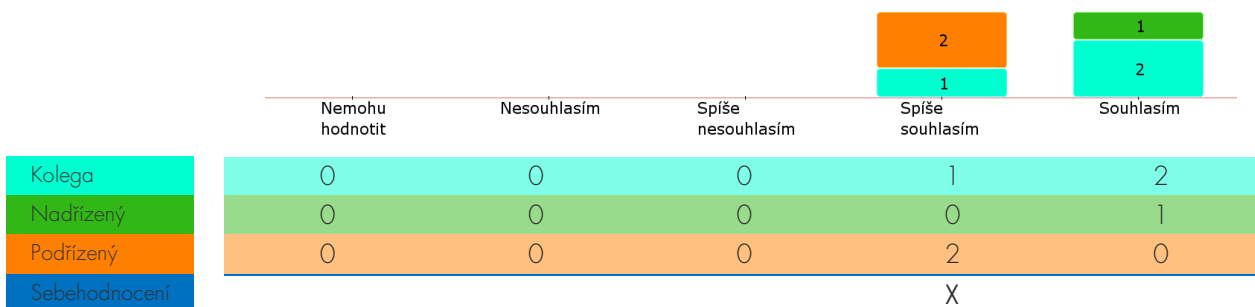 2
1
1
2
Nemohu
hodnotit
Nesouhlasím
Spíše
nesouhlasím
Spíše
souhlasím
Souhlasím
Kolega 0 0 0 1 2
Nadřízený 0 0 0 0 1
Podřízený 0 0 0 2 0
Sebehodnocení X